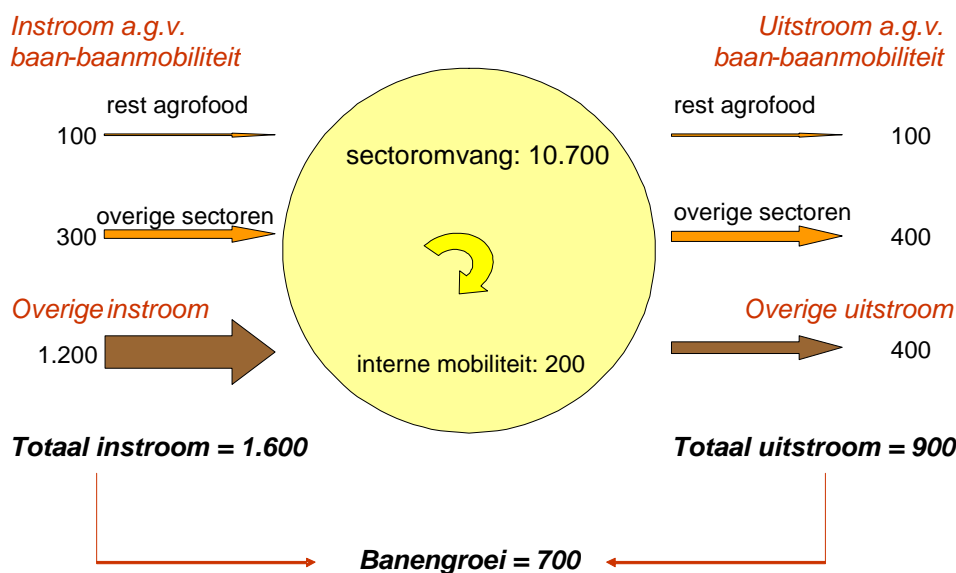 Instroom a.g.v.
baan-baanmobiliteit
rest agrofood
100
overige sectoren
300
Overige instroom
1.200
Totaal instroom = 1.600
sectoromvang: 10.700
interne mobiliteit: 200
Uitstroom a.g.v.
baan-baanmobiliteit
rest agrofood
100
overige sectoren
400
Overige uitstroom
400
Totaal uitstroom = 900
Banengroei = 700